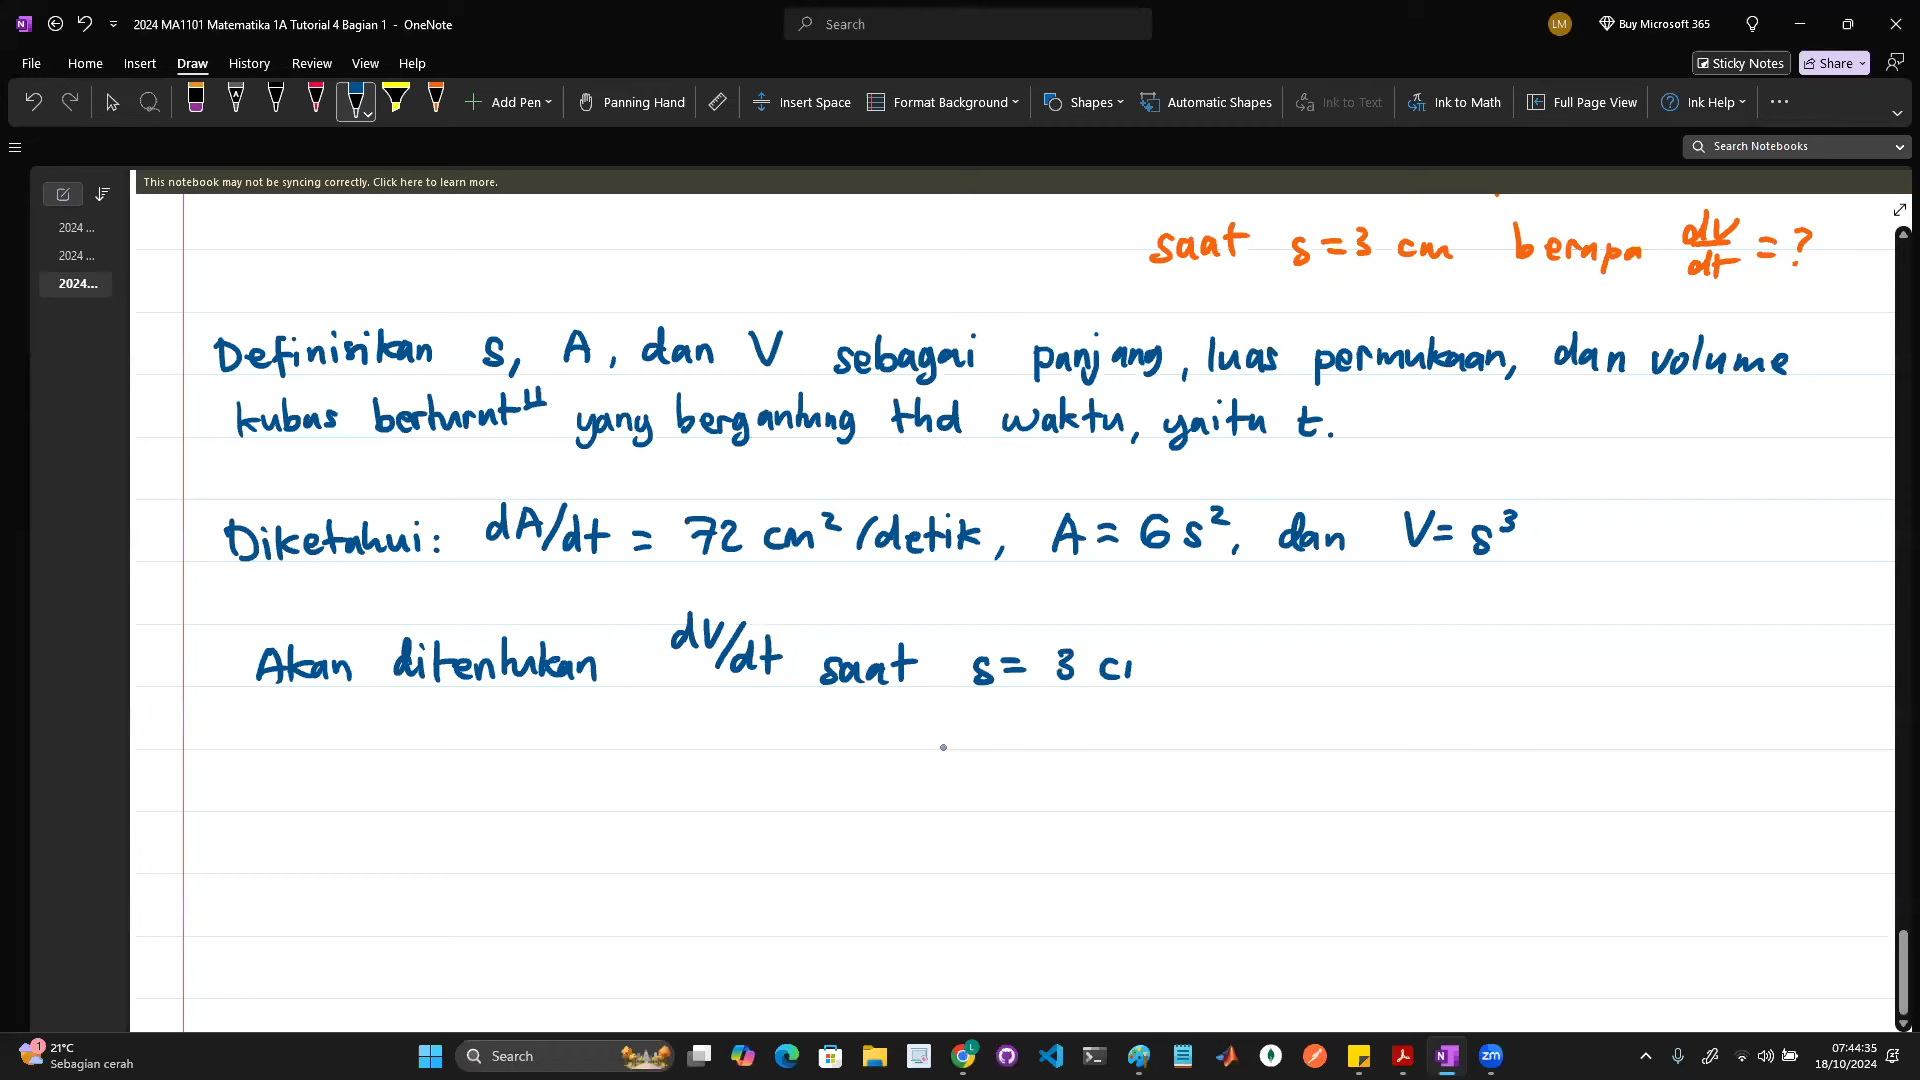 2024 MA1101 Matematika 1A Tutorial 4 Bagian 1 - OneNote
Search
LM
Buy Microsoft 365
File Home Insert Draw History Review View Help
Sticky Notes
Share
Add Pen
Panning Hand
Insert Space
Format Background
Shapes
Automatic Shapes
Ink to Text
Ink to Math
Full Page View
Ink Help
Search Notebooks
This notebook may not be syncing correctly. Click here to learn more.
2024 ...
2024 ...
2024...
saat s = 3 cm berapa dV/dt = ?
Definisikan s, A, dan V sebagai panjang, luas permukaan, dan volume
kubus berturut" yang bergantung thd waktu, yaitu t.
Diketahui: dA/dt = 72 cm² /detik, A = 6 s², dan V = s³
Akan ditentukan dV/dt saat s = 3 cı
1
21°C
Sebagian cerah
Search
L
zm
07:44:35
18/10/2024